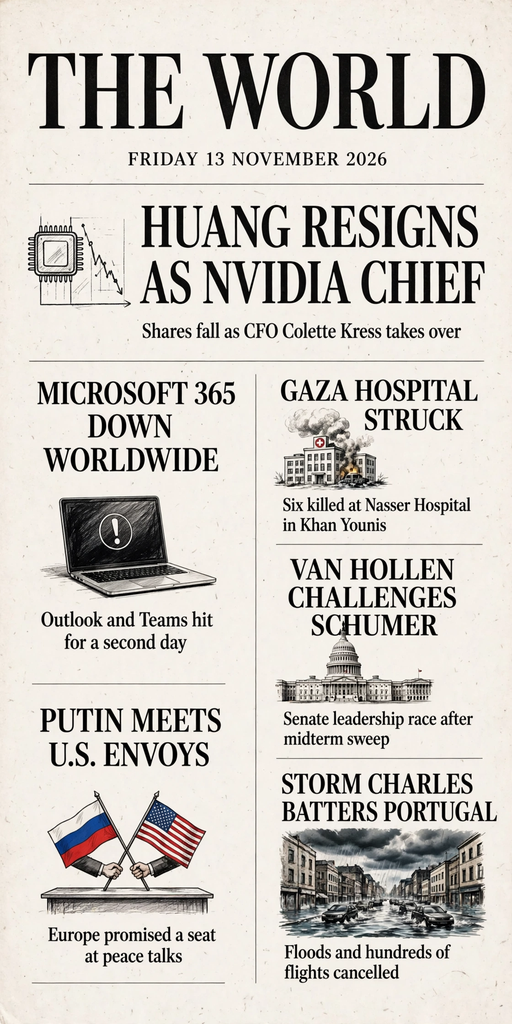 THE WORLD
FRIDAY 13 NOVEMBER 2026
HUANG RESIGNS
AS NVIDIA CHIEF
Shares fall as CFO Colette Kress takes over
MICROSOFT 365
DOWN
WORLDWIDE
Outlook and Teams hit
for a second day
PUTIN MEETS
U.S. ENVOYS
Europe promised a seat
at peace talks
GAZA HOSPITAL
STRUCK
Six killed at Nasser Hospital
in Khan Younis
VAN HOLLEN
CHALLENGES
SCHUMER
Senate leadership race after
midterm sweep
STORM CHARLES
BATTERS PORTUGAL
Floods and hundreds of
flights cancelled